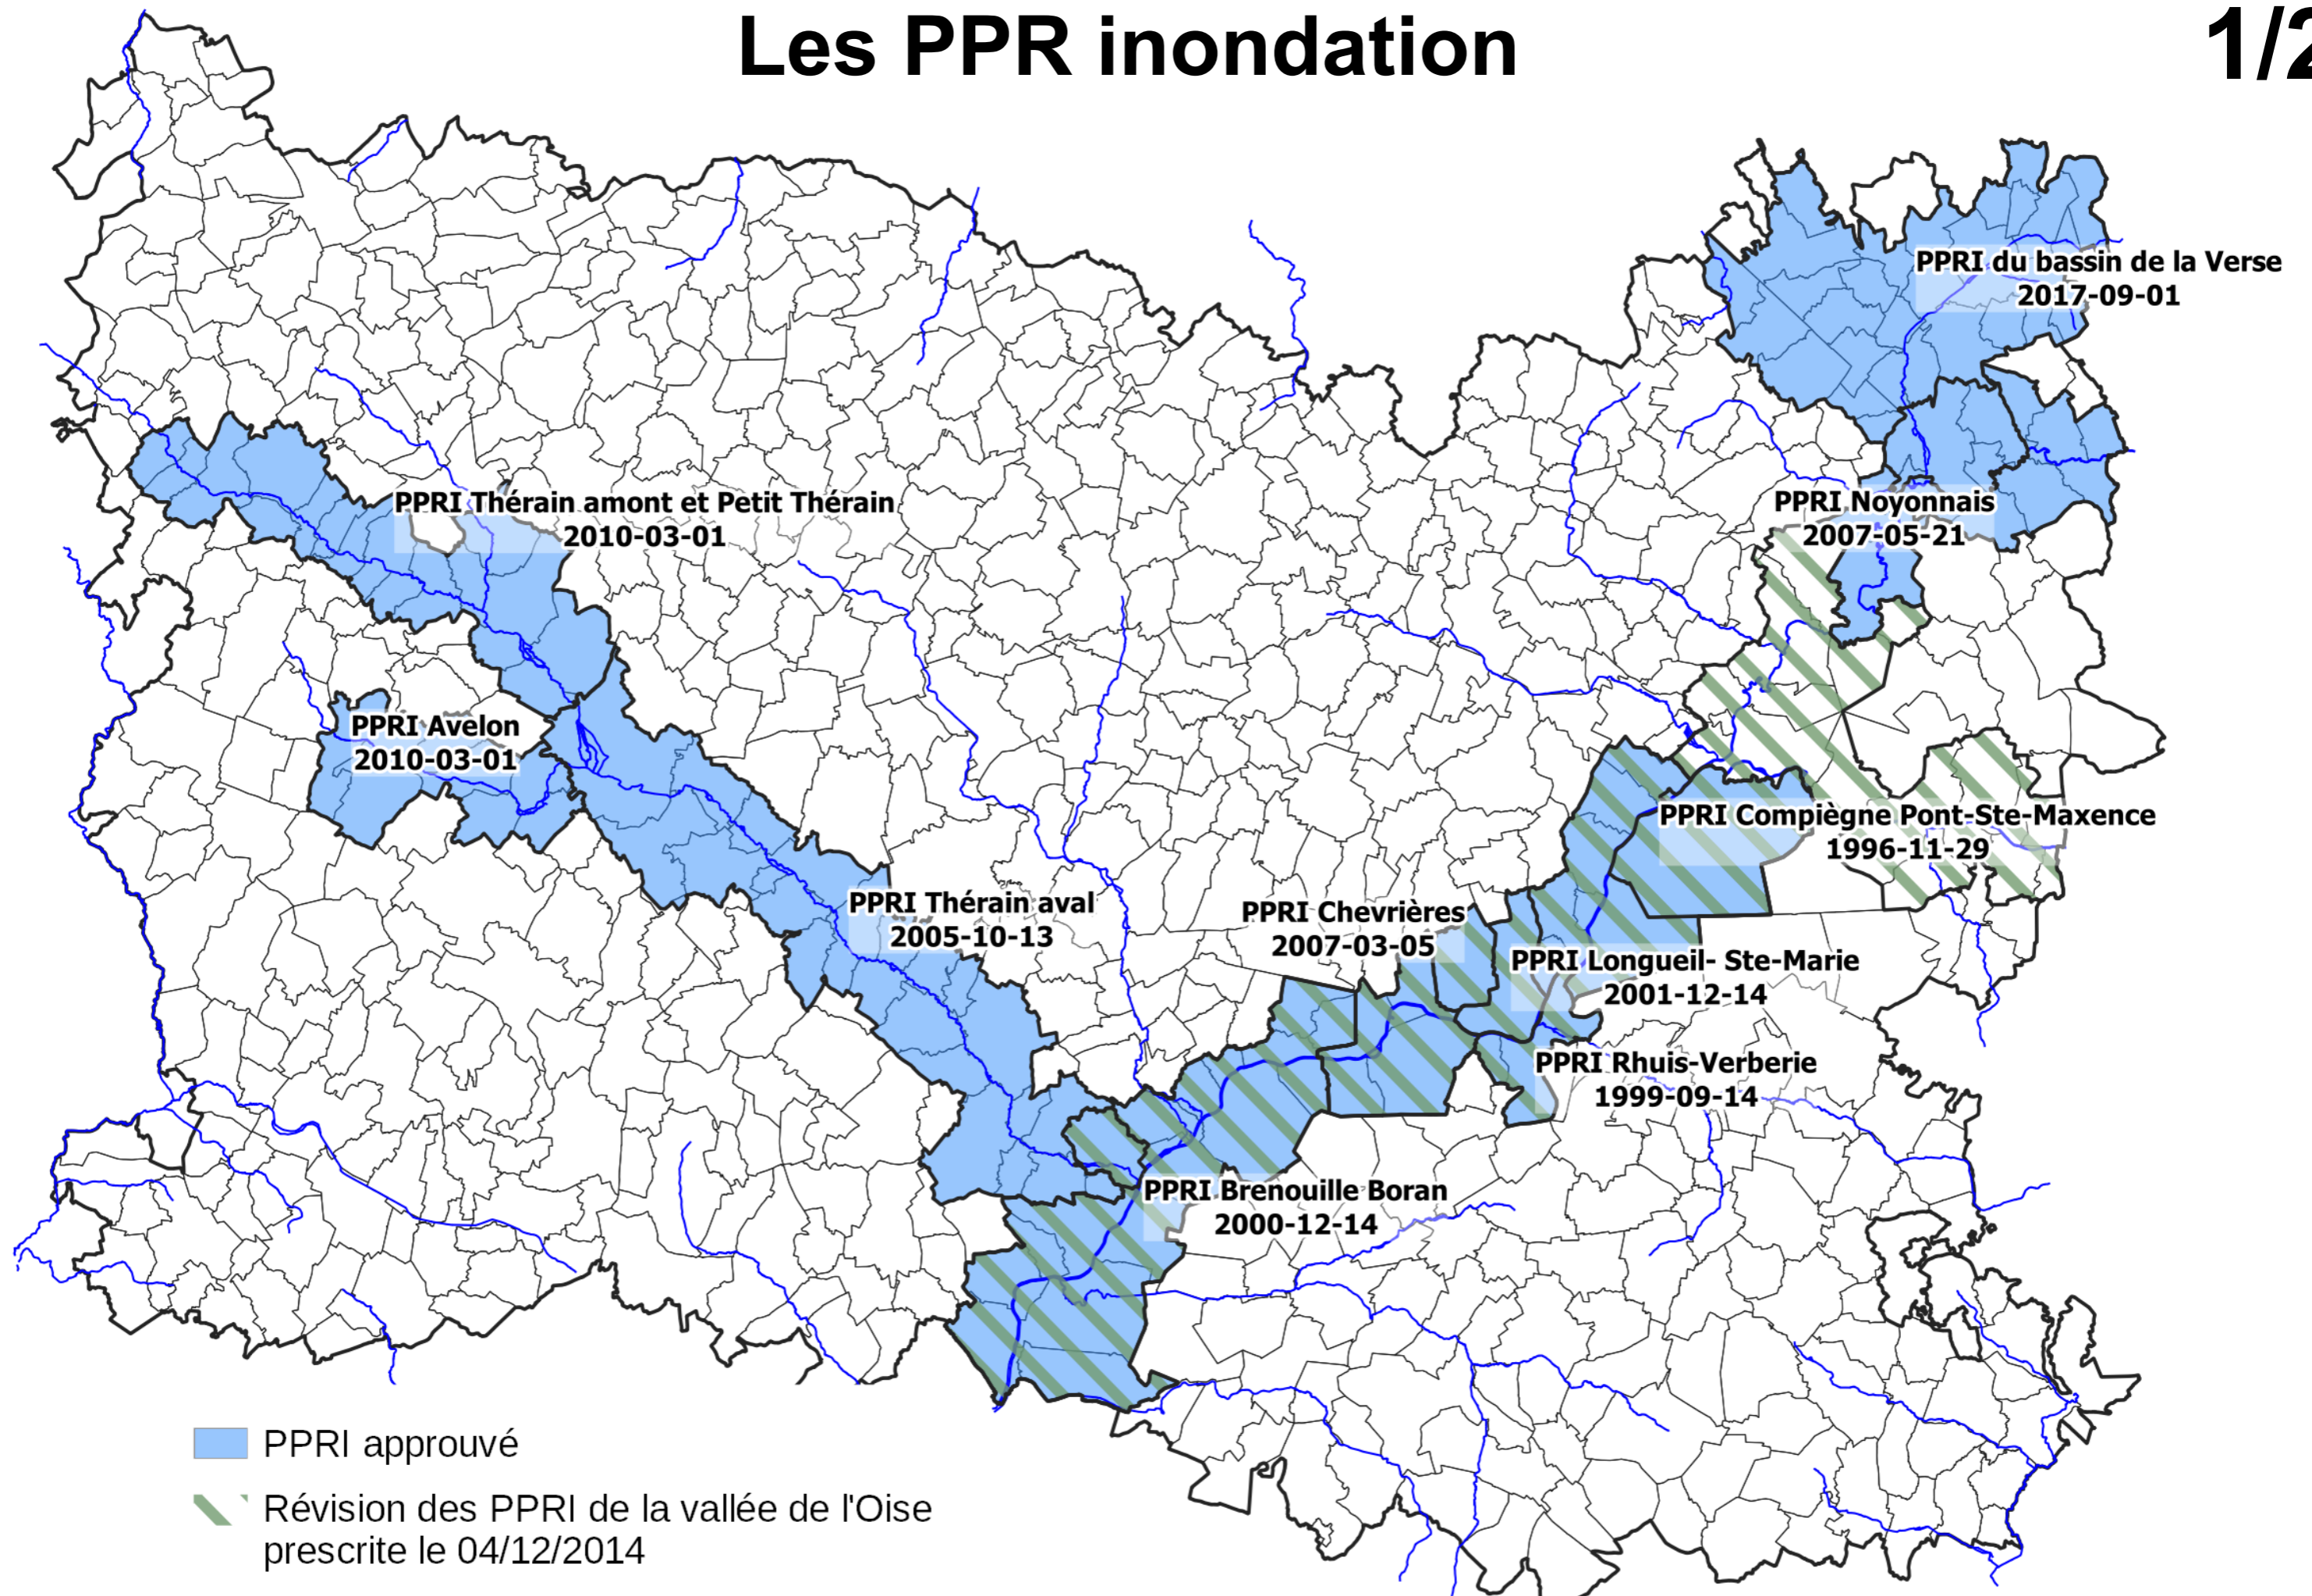 Les PPR inondation
1/2
PPRI du bassin de la Verse
2017-09-01
PPRI Thérain amont et Petit Thérain
2010-03-01
PPRI Noyonnais
2007-05-21
PPRI Avelon
2010-03-01
PPRI Compiègne Pont-Ste-Maxence
1996-11-29
PPRI Thérain aval
2005-10-13
PPRI Chevrières
2007-03-05
PPRI Longueil- Ste-Marie
2001-12-14
PPRI Rhuis-Verberie
1999-09-14
PPRI Brenouille Boran
2000-12-14
PPRI approuvé
Révision des PPRI de la vallée de l'Oise
prescrite le 04/12/2014